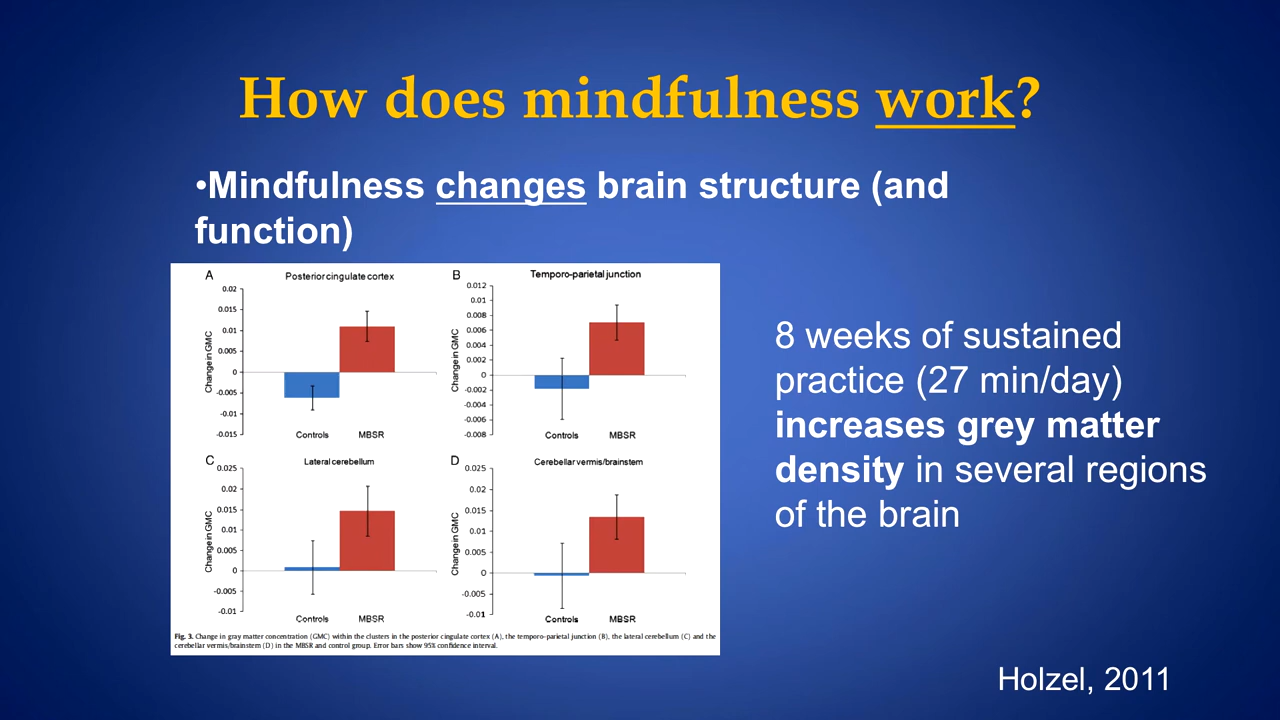 How does mindfulness work?
•Mindfulness changes brain structure (and
function)
A
Posterior cingulate cortex
0.02
0.015
0.01
0.005
0
-0.005
-0.01
-0.015
Change in GMC
Controls
MBSR
B
Temporo-parietal junction
0.012
0.01
0.008
0.006
0.004
0.002
0
-0.002
-0.004
-0.006
-0.008
Change in GMC
Controls
MBSR
C
Lateral cerebellum
0.025
0.02
0.015
0.01
0.005
0
-0.005
-0.01
Change in GMC
Controls
MBSR
D
Cerebellar vermis/brainstem
0.025
0.02
0.015
0.01
0.005
0
-0.005
-0.01
Change in GMC
Controls
MBSR
Fig. 3. Change in gray matter concentration (GMC) within the clusters in the posterior cingulate cortex (A), the temporo-parietal junction (B), the lateral cerebellum (C) and the
cerebellar vermis/brainstem (D) in the MBSR and control group. Error bars show 95% confidence interval.
8 weeks of sustained
practice (27 min/day)
increases grey matter
density in several regions
of the brain
Holzel, 2011